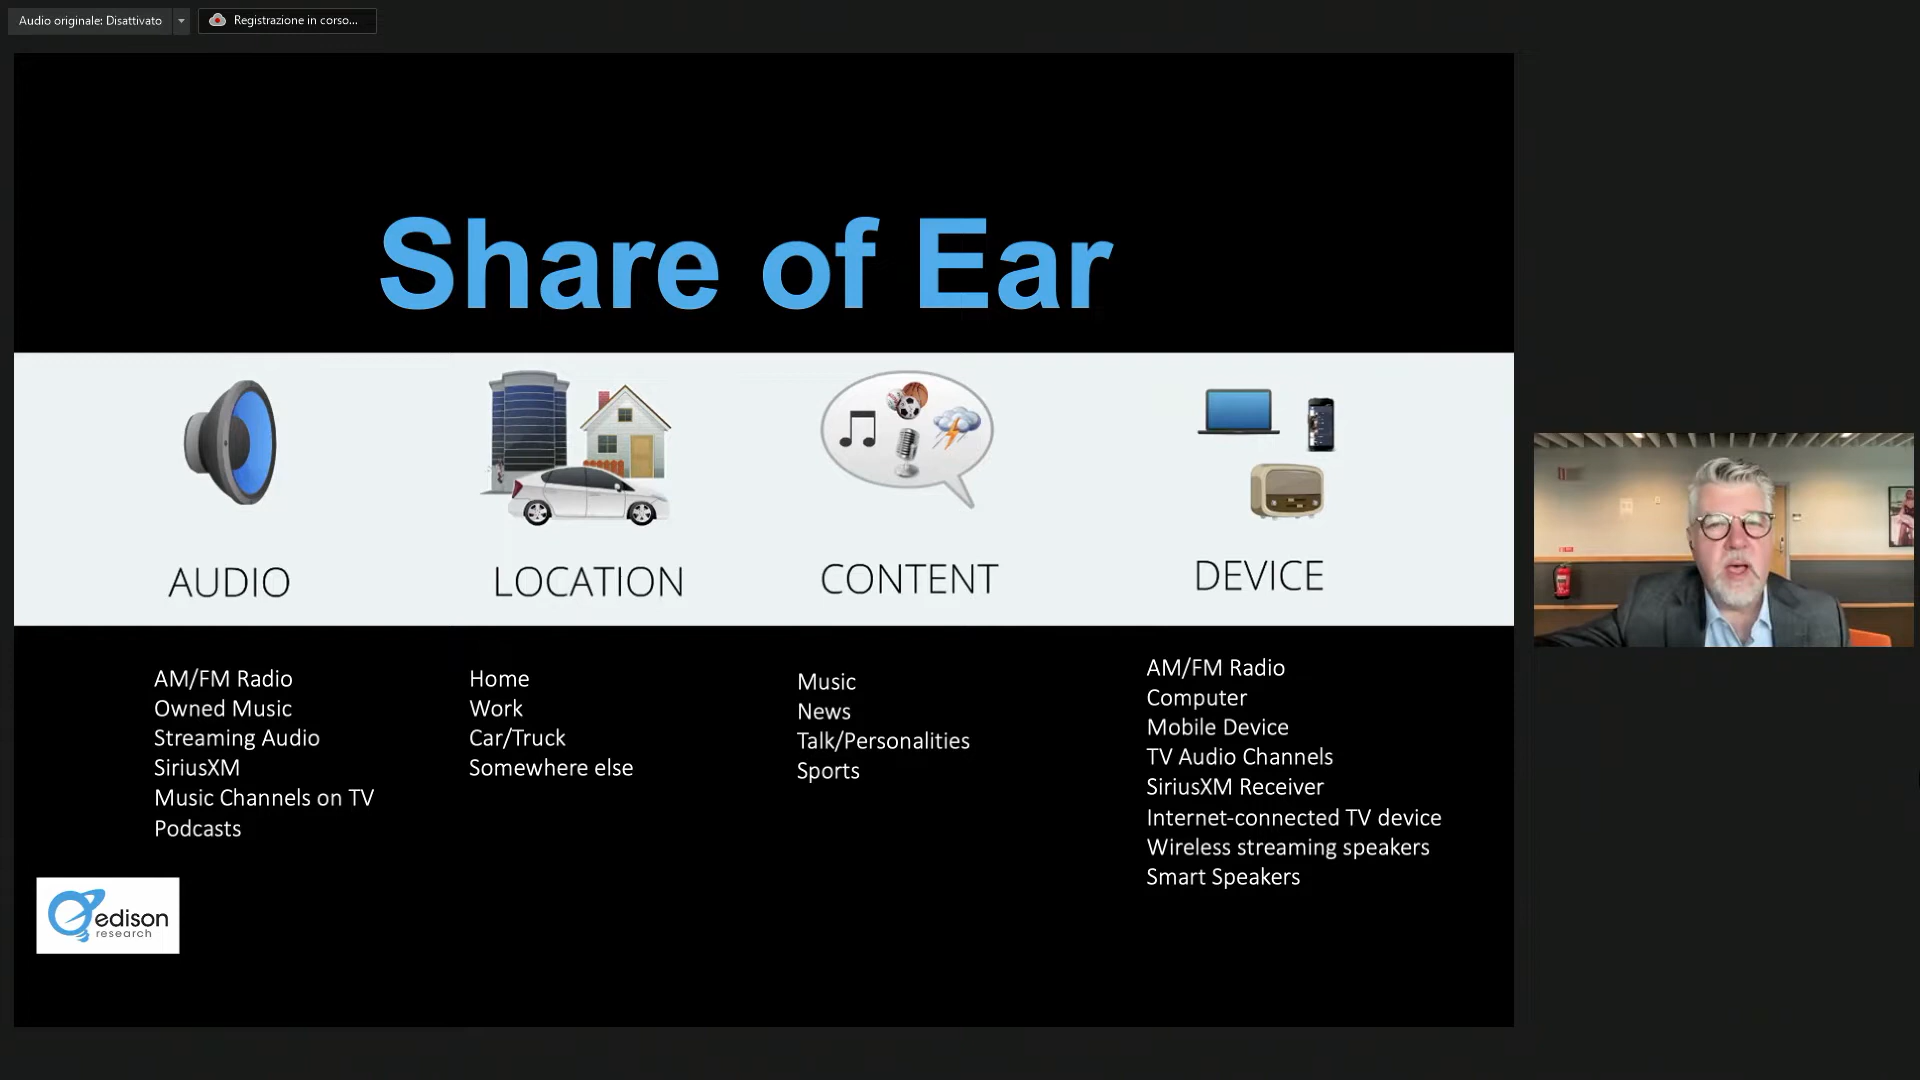 Audio originale: Disattivato
Registrazione in corso...
Share of Ear
AUDIO
LOCATION
CONTENT
DEVICE
AM/FM Radio
Owned Music
Streaming Audio
SiriusXM
Music Channels on TV
Podcasts
Home
Work
Car/Truck
Somewhere else
Music
News
Talk/Personalities
Sports
AM/FM Radio
Computer
Mobile Device
TV Audio Channels
SiriusXM Receiver
Internet-connected TV device
Wireless streaming speakers
Smart Speakers
edison
research